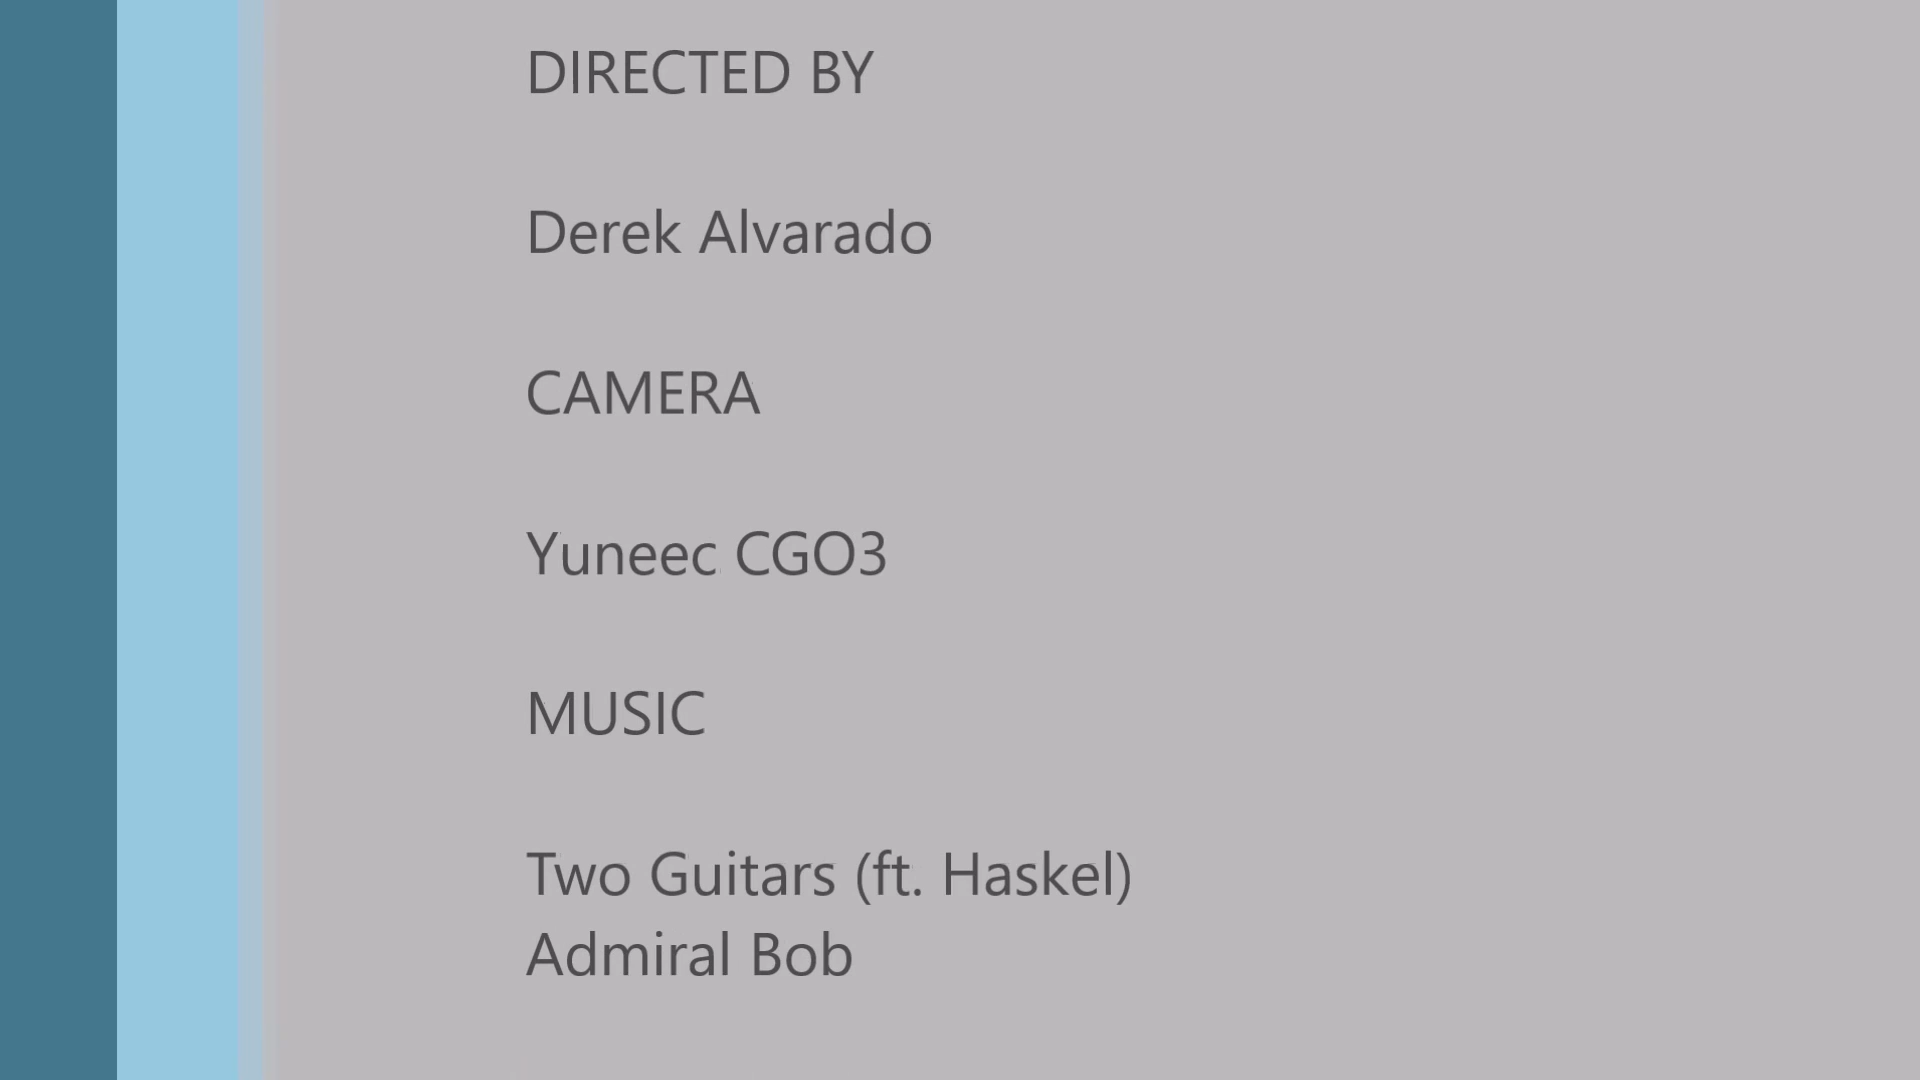 DIRECTED BY
Derek Alvarado
CAMERA
Yuneec CGO3
MUSIC
Two Guitars (ft. Haskel)
Admiral Bob